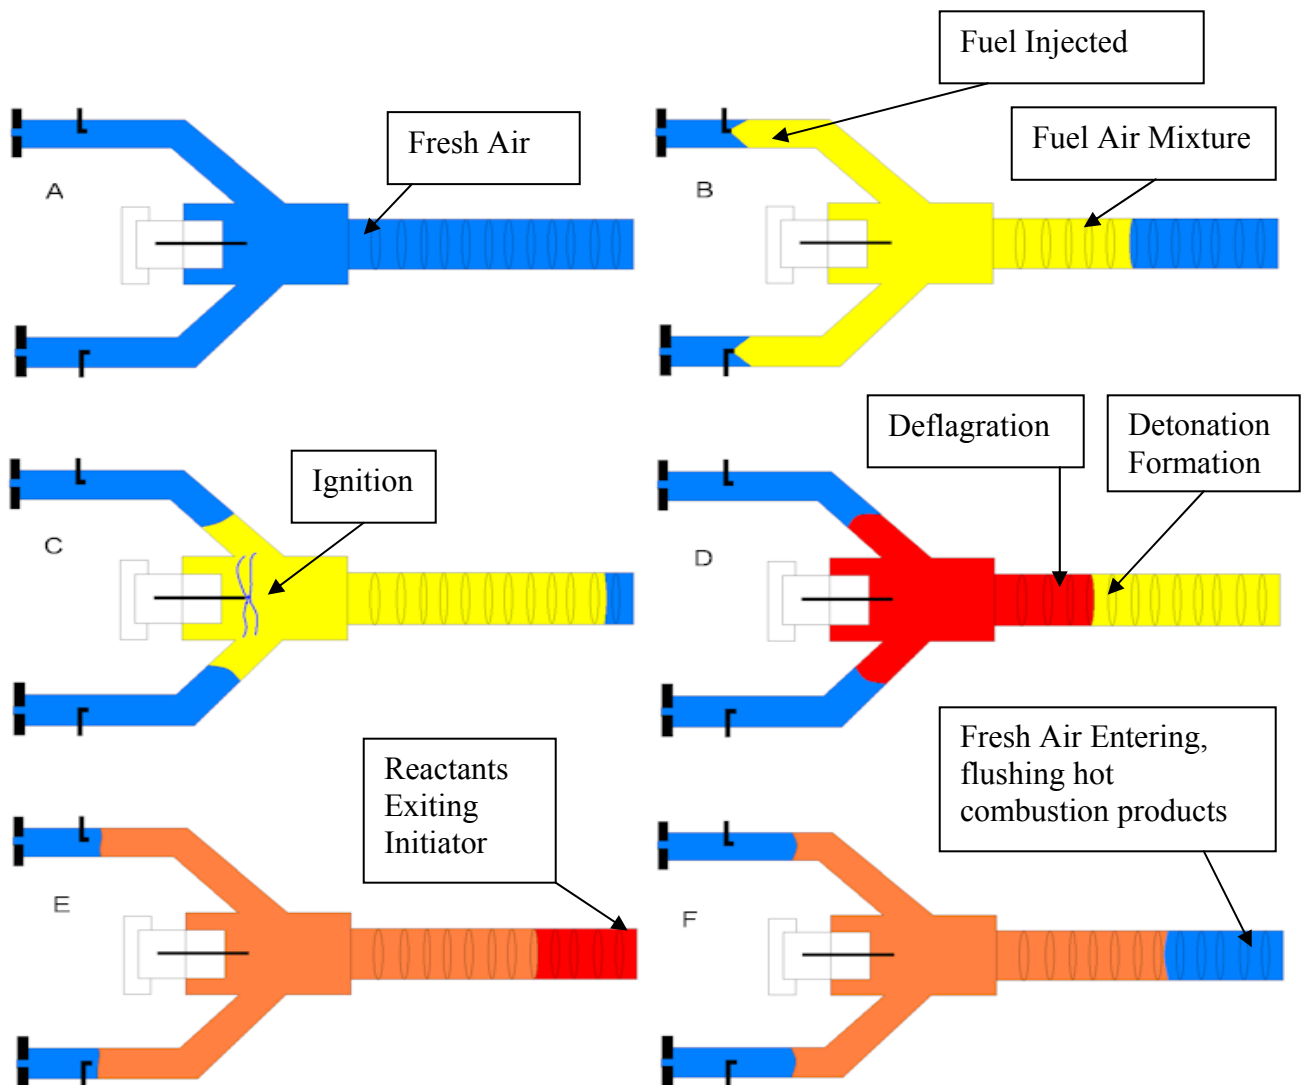 Fuel Injected
Fresh Air
Fuel Air Mixture
A
B
Ignition
Deflagration
Detonation
Formation
C
D
Reactants
Exiting
Initiator
Fresh Air Entering,
flushing hot
combustion products
E
F